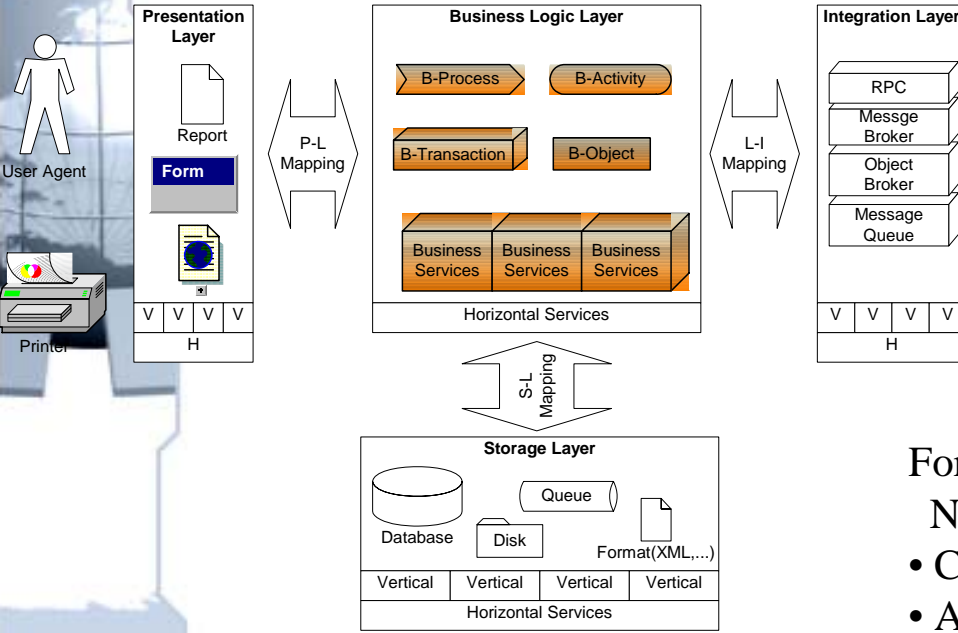 Presentation
Layer
Business Logic Layer
Integration Layer
User Agent
Report
Form
Printer
V V V V
H
P-L
Mapping
B-Process
B-Activity
B-Transaction
B-Object
Business
Services
Business
Services
Business
Services
Horizontal Services
L-I
Mapping
RPC
Messge
Broker
Object
Broker
Message
Queue
V V V V
H
S-L
Mapping
Storage Layer
Database
Queue
Disk
Format(XML,...)
Vertical Vertical Vertical Vertical
Horizontal Services
• C
• A